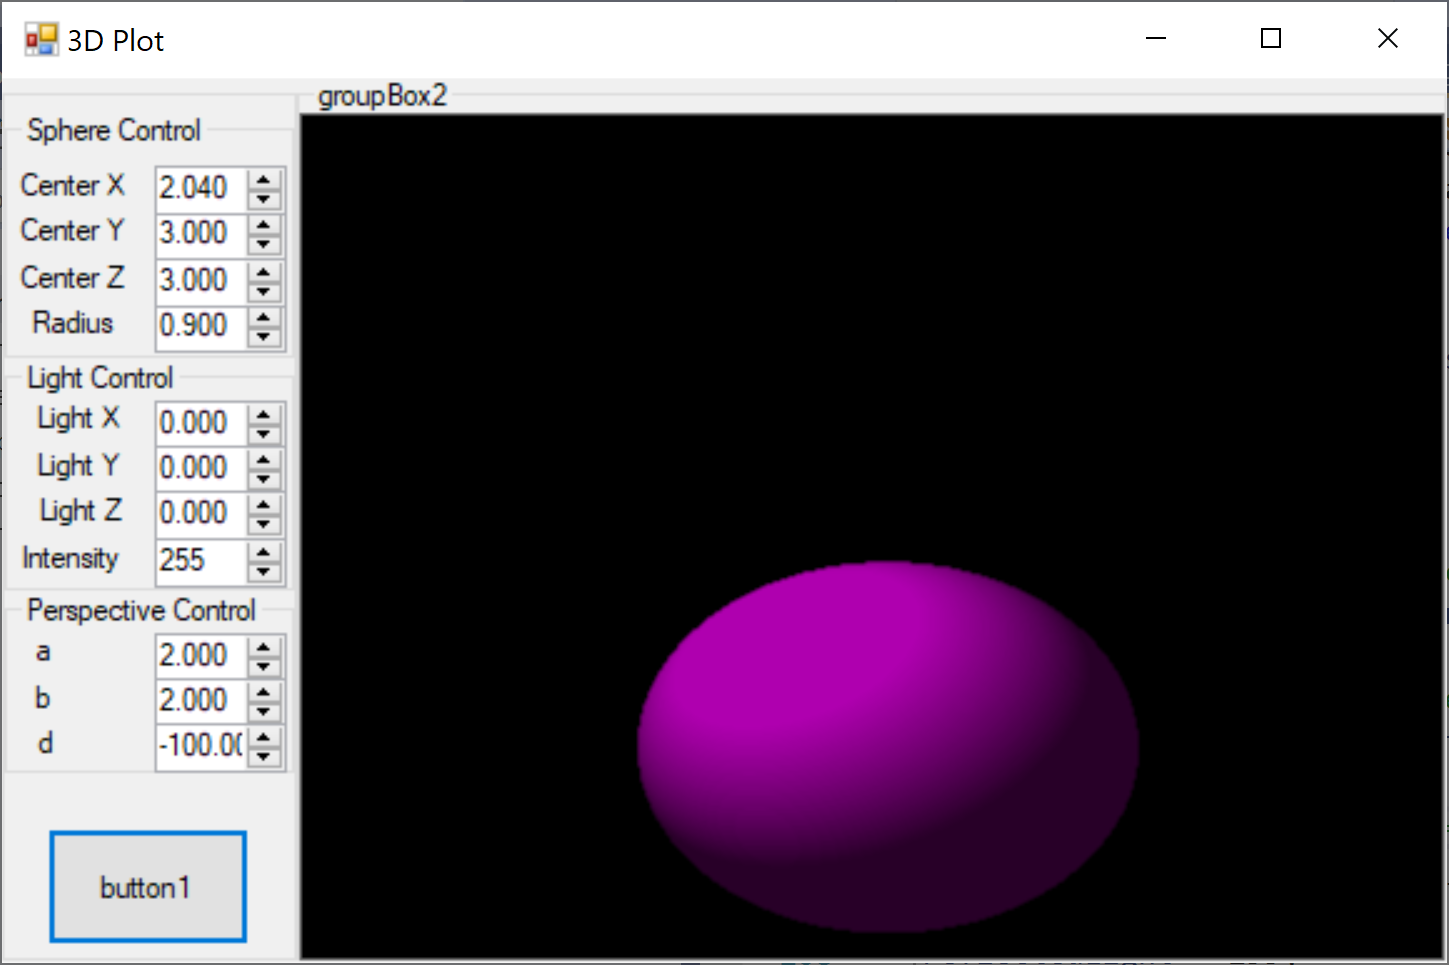 3D Plot
groupBox2
Sphere Control
Center X 2.040
Center Y 3.000
Center Z 3.000
Radius 0.900
Light Control
Light X 0.000
Light Y 0.000
Light Z 0.000
Intensity 255
Perspective Control
a 2.000
b 2.000
d -100.00
button1